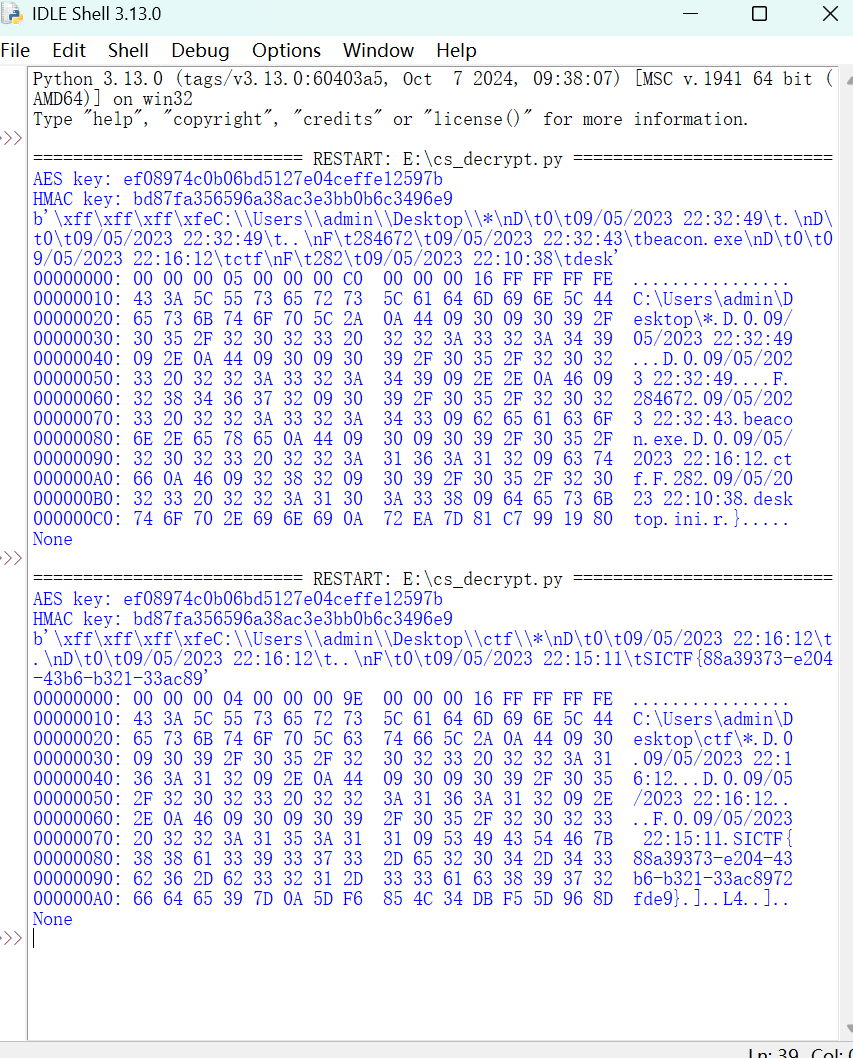 IDLE Shell 3.13.0
File Edit Shell Debug Options Window Help
Python 3.13.0 (tags/v3.13.0:60403a5, Oct  7 2024, 09:38:07) [MSC v.1941 64 bit (
AMD64)] on win32
Type "help", "copyright", "credits" or "license()" for more information.
>>>
=========================== RESTART: E:\cs_decrypt.py ==========================
AES key: ef08974c0b06bd5127e04ceffe12597b
HMAC key: bd87fa356596a38ac3e3bb0b6c3496e9
b'\xff\xff\xff\xfeC:\\Users\\admin\\Desktop\\*\nD\t0\t09/05/2023 22:32:49\t.\nD\
t0\t09/05/2023 22:32:49\t..\nF\t284672\t09/05/2023 22:32:43\tbeacon.exe\nD\t0\t0
9/05/2023 22:16:12\tctf\nF\t282\t09/05/2023 22:10:38\tdesk'
00000000: 00 00 00 05 00 00 00 C0  00 00 00 16 FF FF FF FE  ................
00000010: 43 3A 5C 55 73 65 72 73  5C 61 64 6D 69 6E 5C 44  C:\Users\admin\D
00000020: 65 73 6B 74 6F 70 5C 2A  0A 44 09 30 09 30 39 2F  esktop\*.D.0.09/
00000030: 30 35 2F 32 30 32 33 20  32 32 3A 33 32 3A 34 39  05/2023 22:32:49
00000040: 09 2E 0A 44 09 30 09 30  39 2F 30 35 2F 32 30 32  ...D.0.09/05/202
00000050: 33 20 32 32 3A 33 32 3A  34 39 09 2E 2E 0A 46 09  3 22:32:49....F.
00000060: 32 38 34 36 37 32 09 30  39 2F 30 35 2F 32 30 32  284672.09/05/202
00000070: 33 20 32 32 3A 33 32 3A  34 33 09 62 65 61 63 6F  3 22:32:43.beaco
00000080: 6E 2E 65 78 65 0A 44 09  30 09 30 39 2F 30 35 2F  n.exe.D.0.09/05/
00000090: 32 30 32 33 20 32 32 3A  31 36 3A 31 32 09 63 74  2023 22:16:12.ct
000000A0: 66 0A 46 09 32 38 32 09  30 39 2F 30 35 2F 32 30  f.F.282.09/05/20
000000B0: 32 33 20 32 32 3A 31 30  3A 33 38 09 64 65 73 6B  23 22:10:38.desk
000000C0: 74 6F 70 2E 69 6E 69 0A  72 EA 7D 81 C7 99 19 80  top.ini.r.}.....
None
>>>
=========================== RESTART: E:\cs_decrypt.py ==========================
AES key: ef08974c0b06bd5127e04ceffe12597b
HMAC key: bd87fa356596a38ac3e3bb0b6c3496e9
b'\xff\xff\xff\xfeC:\\Users\\admin\\Desktop\\ctf\\*\nD\t0\t09/05/2023 22:16:12\t
.\nD\t0\t09/05/2023 22:16:12\t..\nF\t0\t09/05/2023 22:15:11\tSICTF{88a39373-e204
-43b6-b321-33ac89'
00000000: 00 00 00 04 00 00 00 9E  00 00 00 16 FF FF FF FE  ................
00000010: 43 3A 5C 55 73 65 72 73  5C 61 64 6D 69 6E 5C 44  C:\Users\admin\D
00000020: 65 73 6B 74 6F 70 5C 63  74 66 5C 2A 0A 44 09 30  esktop\ctf\*.D.0
00000030: 09 30 39 2F 30 35 2F 32  30 32 33 20 32 32 3A 31  .09/05/2023 22:1
00000040: 36 3A 31 32 09 2E 0A 44  09 30 09 30 39 2F 30 35  6:12...D.0.09/05
00000050: 2F 32 30 32 33 20 32 32  3A 31 36 3A 31 32 09 2E  /2023 22:16:12..
00000060: 2E 0A 46 09 30 09 30 39  2F 30 35 2F 32 30 32 33  ..F.0.09/05/2023
00000070: 20 32 32 3A 31 35 3A 31  31 09 53 49 43 54 46 7B   22:15:11.SICTF{
00000080: 38 38 61 33 39 33 37 33  2D 65 32 30 34 2D 34 33  88a39373-e204-43
00000090: 62 36 2D 62 33 32 31 2D  33 33 61 63 38 39 37 32  b6-b321-33ac8972
000000A0: 66 64 65 39 7D 0A 5D F6  85 4C 34 DB F5 5D 96 8D  fde9}.]..L4..]..
None
>>>
Ln: 39